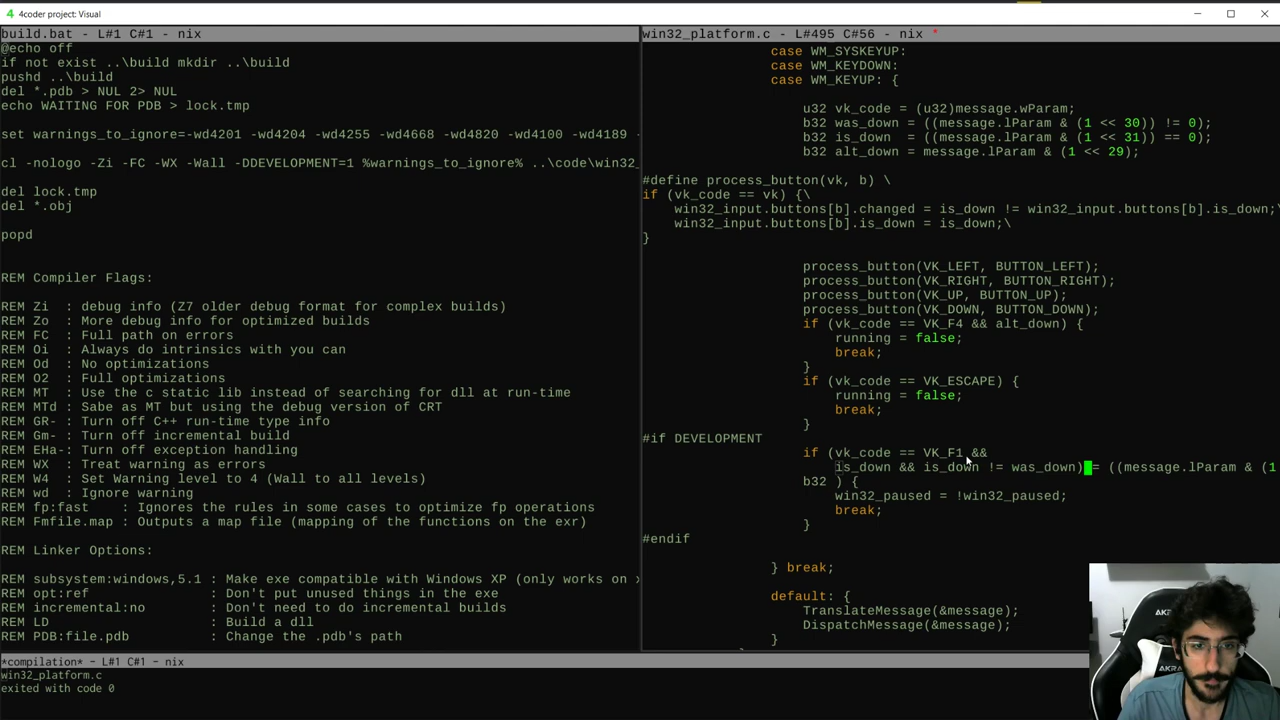 4 4coder project: Visual
build.bat - L#1 C#1 - nix
@echo off
if not exist ..\build mkdir ..\build
pushd ..\build
del *.pdb > NUL 2> NUL
echo WAITING FOR PDB > lock.tmp
set warnings_to_ignore=-wd4201 -wd4204 -wd4255 -wd4668 -wd4820 -wd4100 -wd4189 -
cl -nologo -Zi -FC -WX -Wall -DDEVELOPMENT=1 %warnings_to_ignore% ..\code\win32_
del lock.tmp
del *.obj
popd
REM Compiler Flags:
REM Zi  : debug info (Z7 older debug format for complex builds)
REM Zo  : More debug info for optimized builds
REM FC  : Full path on errors
REM Oi  : Always do intrinsics with you can
REM Od  : No optimizations
REM O2  : Full optimizations
REM MT  : Use the c static lib instead of searching for dll at run-time
REM MTd : Sabe as MT but using the debug version of CRT
REM GR- : Turn off C++ run-time type info
REM Gm- : Turn off incremental build
REM EHa-: Turn off exception handling
REM WX  : Treat warning as errors
REM W4  : Set Warning level to 4 (Wall to all levels)
REM wd  : Ignore warning
REM fp:fast    : Ignores the rules in some cases to optimize fp operations
REM Fmfile.map : Outputs a map file (mapping of the functions on the exr)
REM Linker Options:
REM subsystem:windows,5.1 : Make exe compatible with Windows XP (only works on x
REM opt:ref               : Don't put unused things in the exe
REM incremental:no        : Don't need to do incremental builds
REM LD                    : Build a dll
REM PDB:file.pdb          : Change the .pdb's path
win32_platform.c - L#495 C#56 - nix *
case WM_SYSKEYUP:
case WM_KEYDOWN:
case WM_KEYUP: {
u32 vk_code = (u32)message.wParam;
b32 was_down = ((message.lParam & (1 << 30)) != 0);
b32 is_down = ((message.lParam & (1 << 31)) == 0);
b32 alt_down = message.lParam & (1 << 29);
#define process_button(vk, b) \
if (vk_code == vk) {\
win32_input.buttons[b].changed = is_down != win32_input.buttons[b].is_down;\
win32_input.buttons[b].is_down = is_down;\
}
process_button(VK_LEFT, BUTTON_LEFT);
process_button(VK_RIGHT, BUTTON_RIGHT);
process_button(VK_UP, BUTTON_UP);
process_button(VK_DOWN, BUTTON_DOWN);
if (vk_code == VK_F4 && alt_down) {
running = false;
break;
}
if (vk_code == VK_ESCAPE) {
running = false;
break;
}
#if DEVELOPMENT
if (vk_code == VK_F1 &&
is_down && is_down != was_down) = ((message.lParam & (1
b32 ) {
win32_paused = !win32_paused;
break;
}
#endif
} break;
default: {
TranslateMessage(&message);
DispatchMessage(&message);
}
*compilation* - L#1 C#1 - nix
win32_platform.c
exited with code 0
AKRA